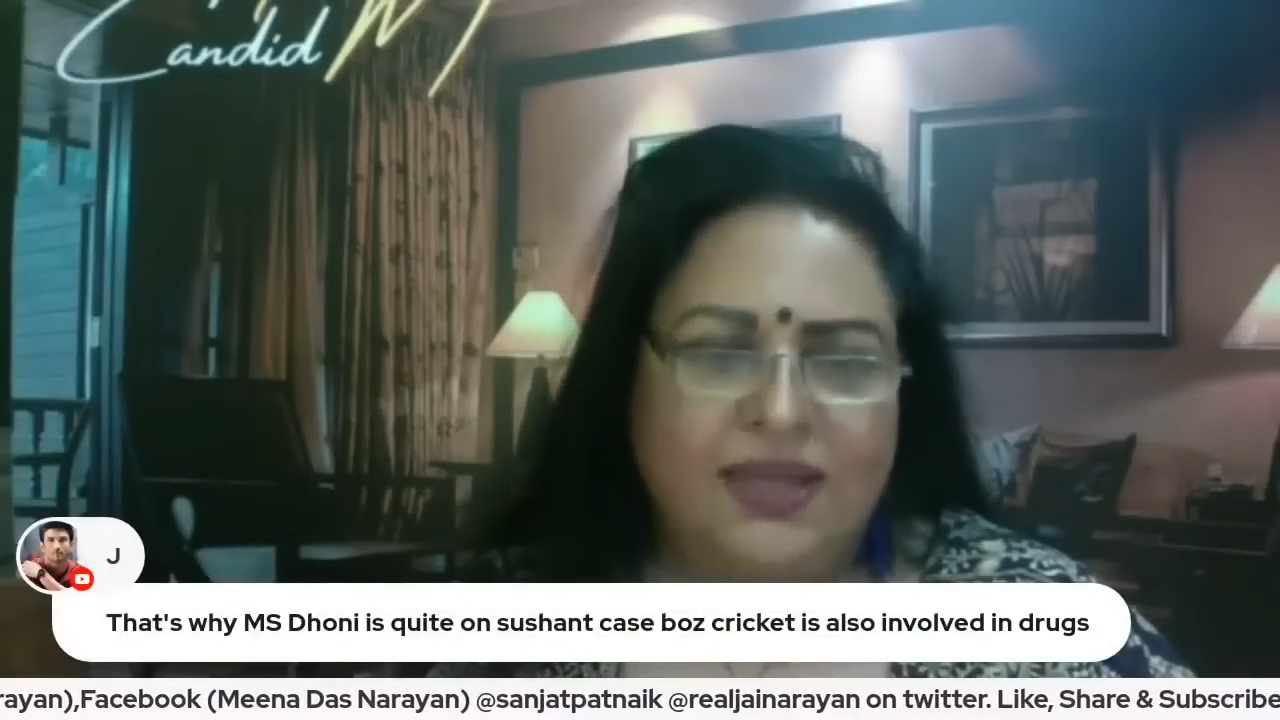 Candid
J
That's why MS Dhoni is quite on sushant case boz cricket is also involved in drugs
rayan),Facebook (Meena Das Narayan) @sanjatpatnaik @realjainarayan on twitter. Like, Share & Subscribe